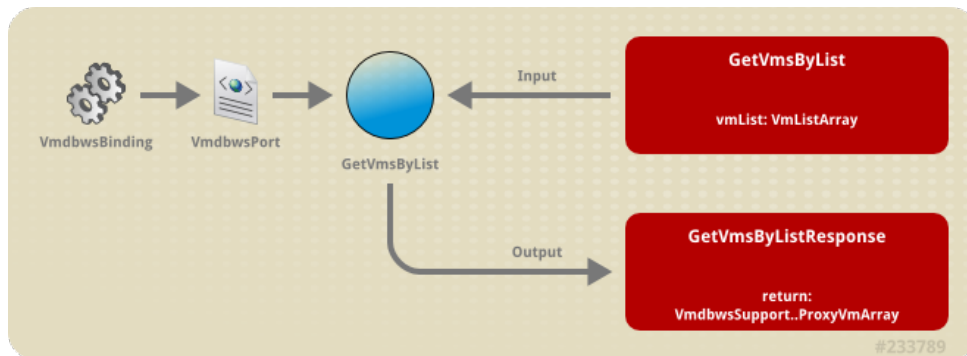 GetVmsByList
Input
vmList: VmListArray
VmdbwsBinding
VmdbwsPort
GetVmsByList
GetVmsByListResponse
Output
return:
VmdbwsSupport..ProxyVmArray
#233789